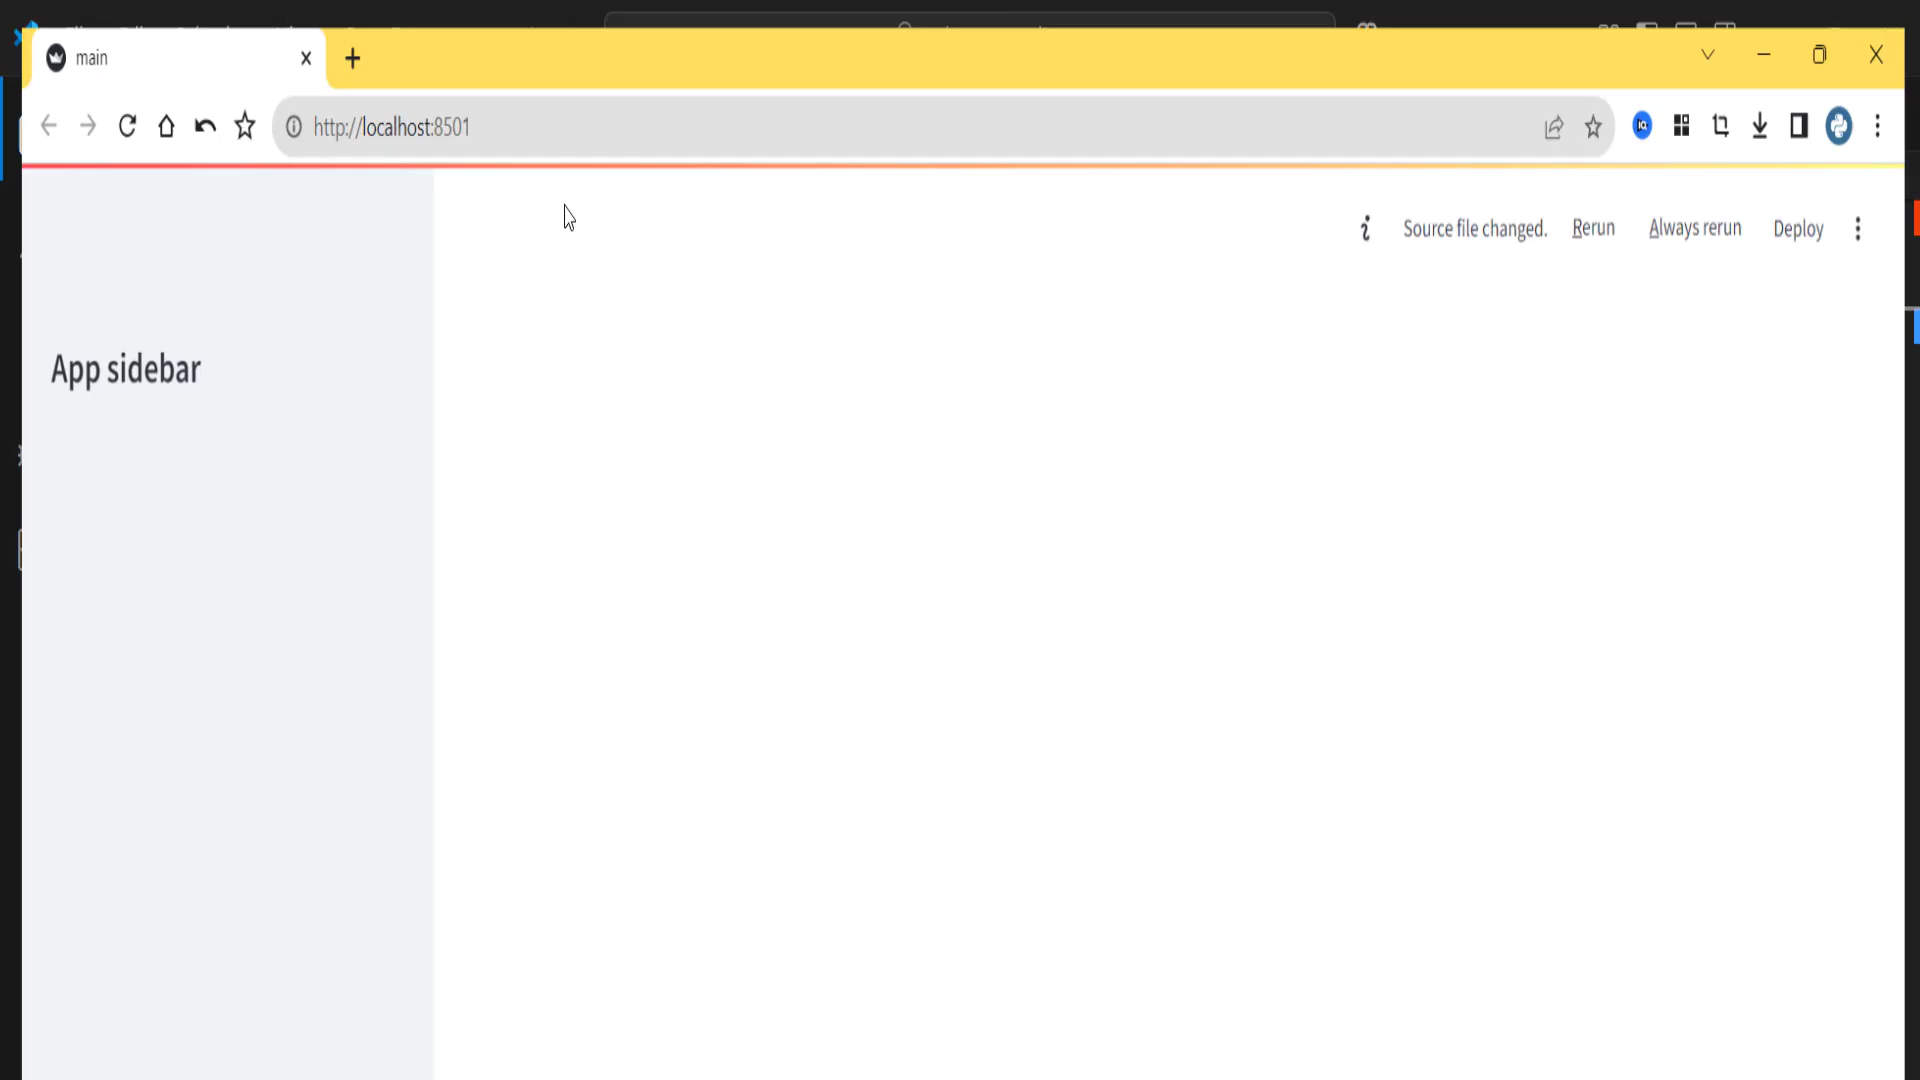 main
http://localhost:8501
Source file changed. Rerun Always rerun Deploy
App sidebar